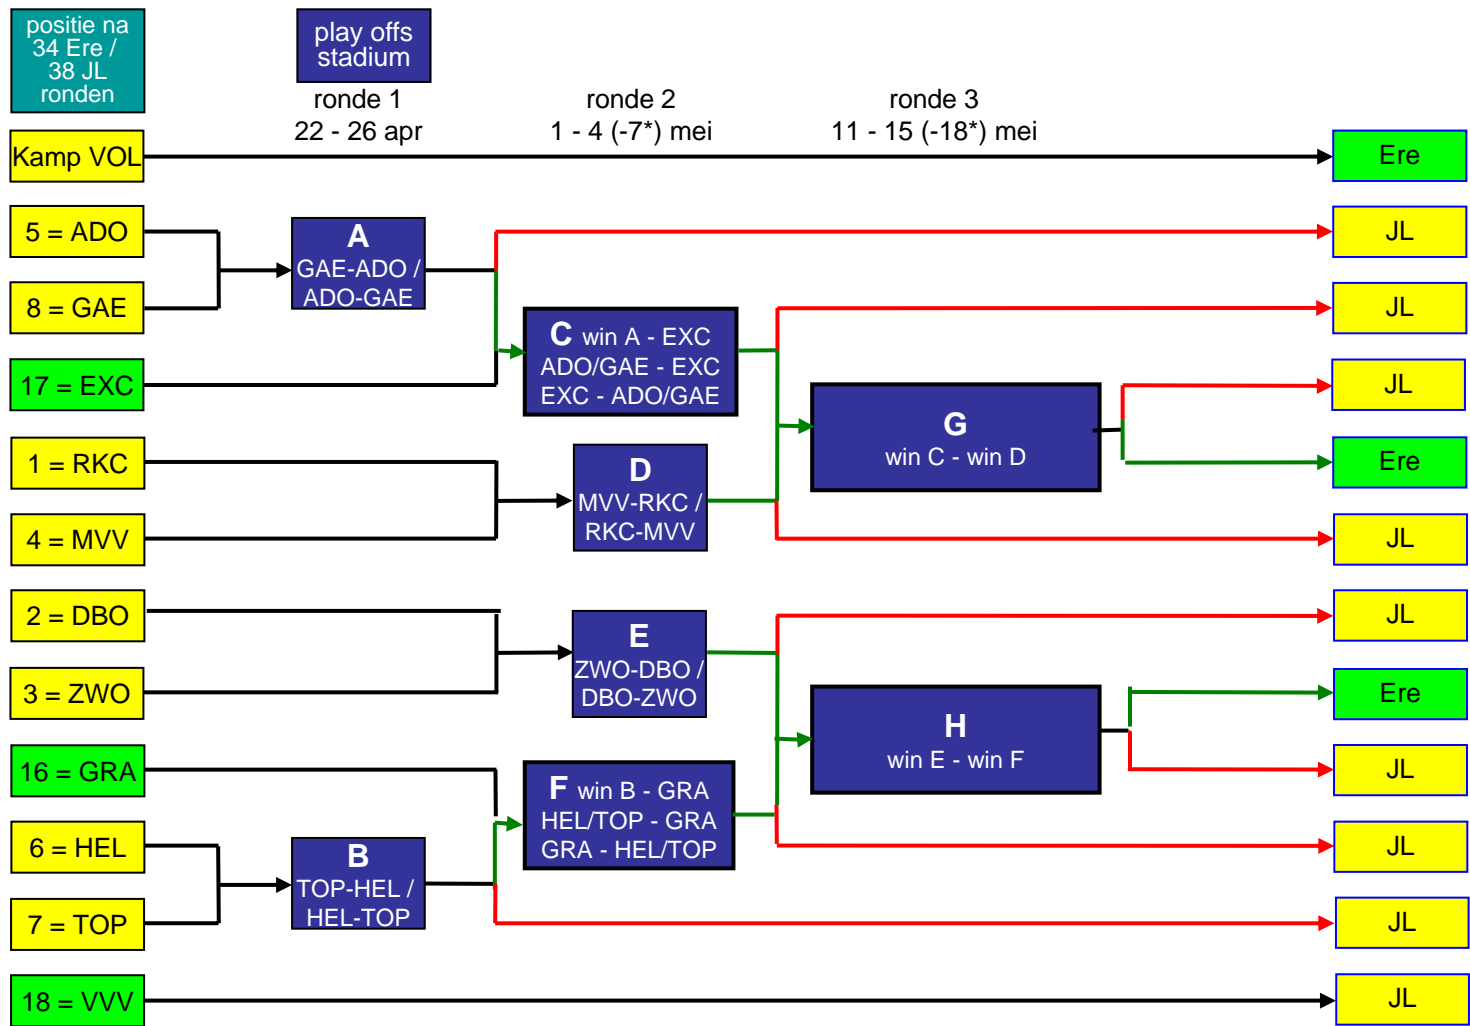 positie na
34 Ere /
38 JL
ronden
play offs
stadium
ronde 1
22 - 26 apr
ronde 2
1 - 4 (-7*) mei
ronde 3
11 - 15 (-18*) mei
Kamp VOL
Ere
5 = ADO
A
GAE-ADO /
ADO-GAE
JL
8 = GAE
JL
C win A - EXC
ADO/GAE - EXC
EXC - ADO/GAE
17 = EXC
JL
G
win C - win D
1 = RKC
D
MVV-RKC /
RKC-MVV
Ere
4 = MVV
JL
2 = DBO
E
ZWO-DBO /
DBO-ZWO
JL
3 = ZWO
Ere
H
win E - win F
16 = GRA
F win B - GRA
HEL/TOP - GRA
GRA - HEL/TOP
JL
6 = HEL
B
TOP-HEL /
HEL-TOP
JL
7 = TOP
JL
18 = VVV
JL